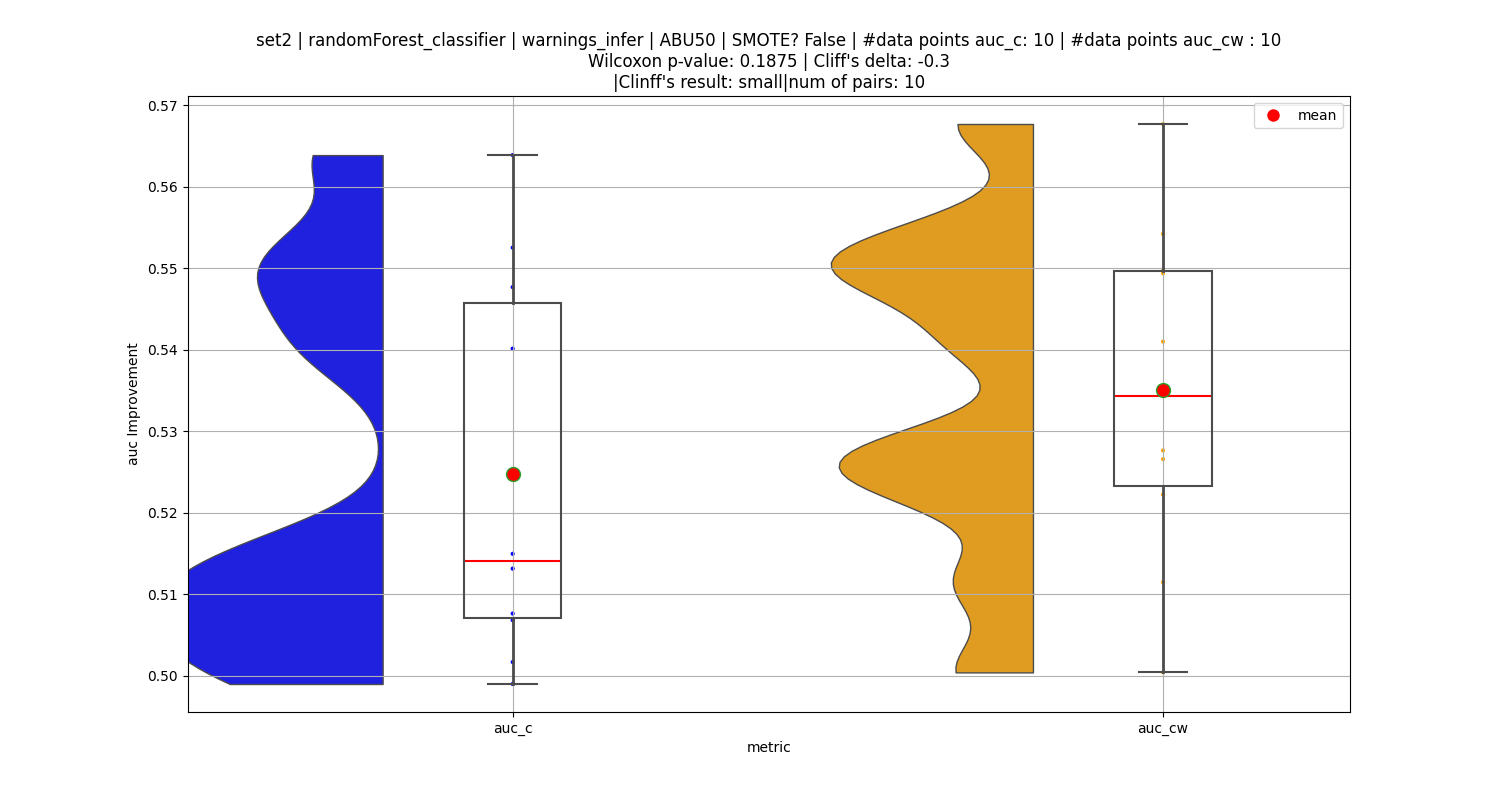 set2 | randomForest_classifier | warnings_infer | ABU50 | SMOTE? False | #data points auc_c: 10 | #data points auc_cw : 10
Wilcoxon p-value: 0.1875 | Cliff's delta: -0.3
|Clinff's result: small|num of pairs: 10
mean
0.57
0.56
0.55
0.54
0.53
0.52
0.51
0.50
auc Improvement
auc_c
auc_cw
metric